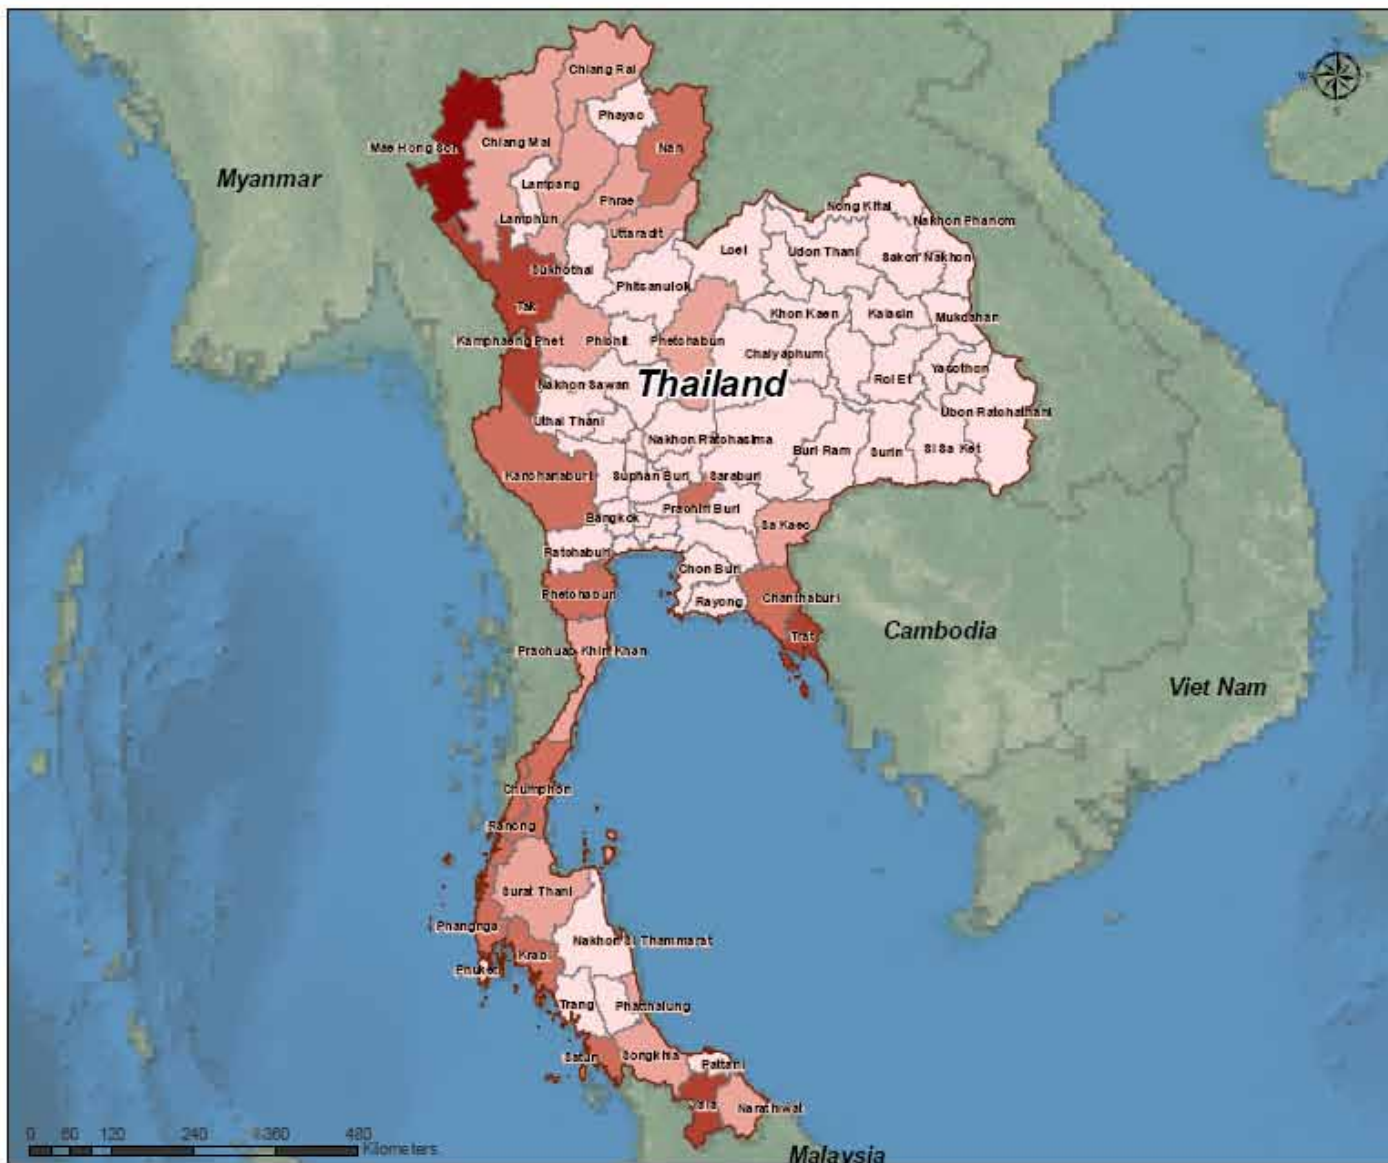 Chiang Rai
Phayao
Nan
Mae Hong Son
Chiang Mai
Myanmar
Lampang
Phrae
Lamphun
Uttaradit
Nong Khai
Nakhon Phanom
Loei
Udon Thani
Sakon Nakhon
Sukhothai
Phitsanulok
Tak
Khon Kaen
Kalasin
Mukdahan
Kamphaeng Phet
Phichit
Phetchabun
Chaiyaphum
Yasothon
Roi Et
Thailand
Nakhon Sawan
Ubon Ratchathani
Uthai Thani
Nakhon Ratchasima
Buri Ram
Surin
Si Sa Ket
Kanchanaburi
Suphan Buri
Saraburi
Prachin Buri
Bangkok
Sa Kaeo
Ratchaburi
Chon Buri
Phetchabun
Rayong
Chanthaburi
Trat
Cambodia
Prachuap Khiri Khan
Viet Nam
Chumphon
Ranong
Surat Thani
Phangnga
Nakhon Si Thammarat
Krabi
Phuket
Trang
Phatthalung
Satun
Songkhla
Pattani
Yala
Narathiwat
0 60 120 240 360 480
Kilometers
Malaysia
W
S